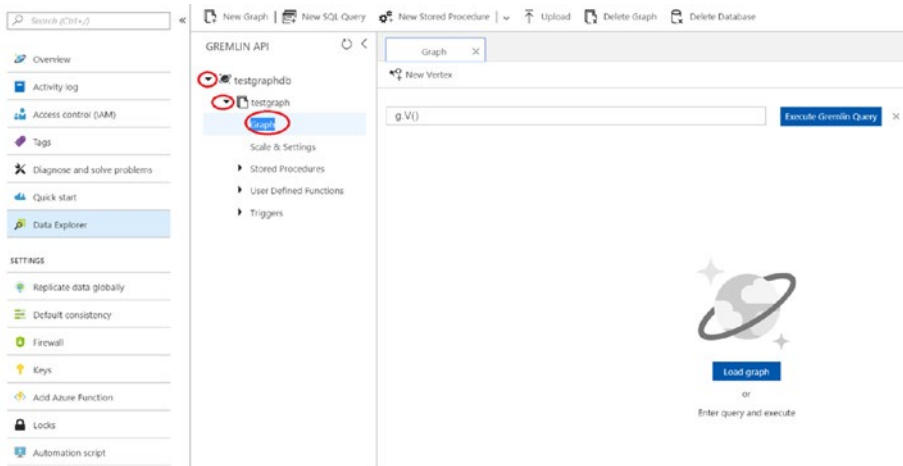 Search (Ctrl+/)
Overview
Activity log
Access control (IAM)
Tags
Diagnose and solve problems
Quick start
Data Explorer
SETTINGS
Replicate data globally
Default consistency
Firewall
Keys
Add Azure Function
Locks
Automation script
New Graph
New SQL Query
New Stored Procedure
Upload
Delete Graph
Delete Database
GREMLIN API
testgraphdb
testgraph
Graph
Scale & Settings
Stored Procedures
User Defined Functions
Triggers
Graph
New Vertex
g.V()
Execute Gremlin Query
Load graph
or
Enter query and execute